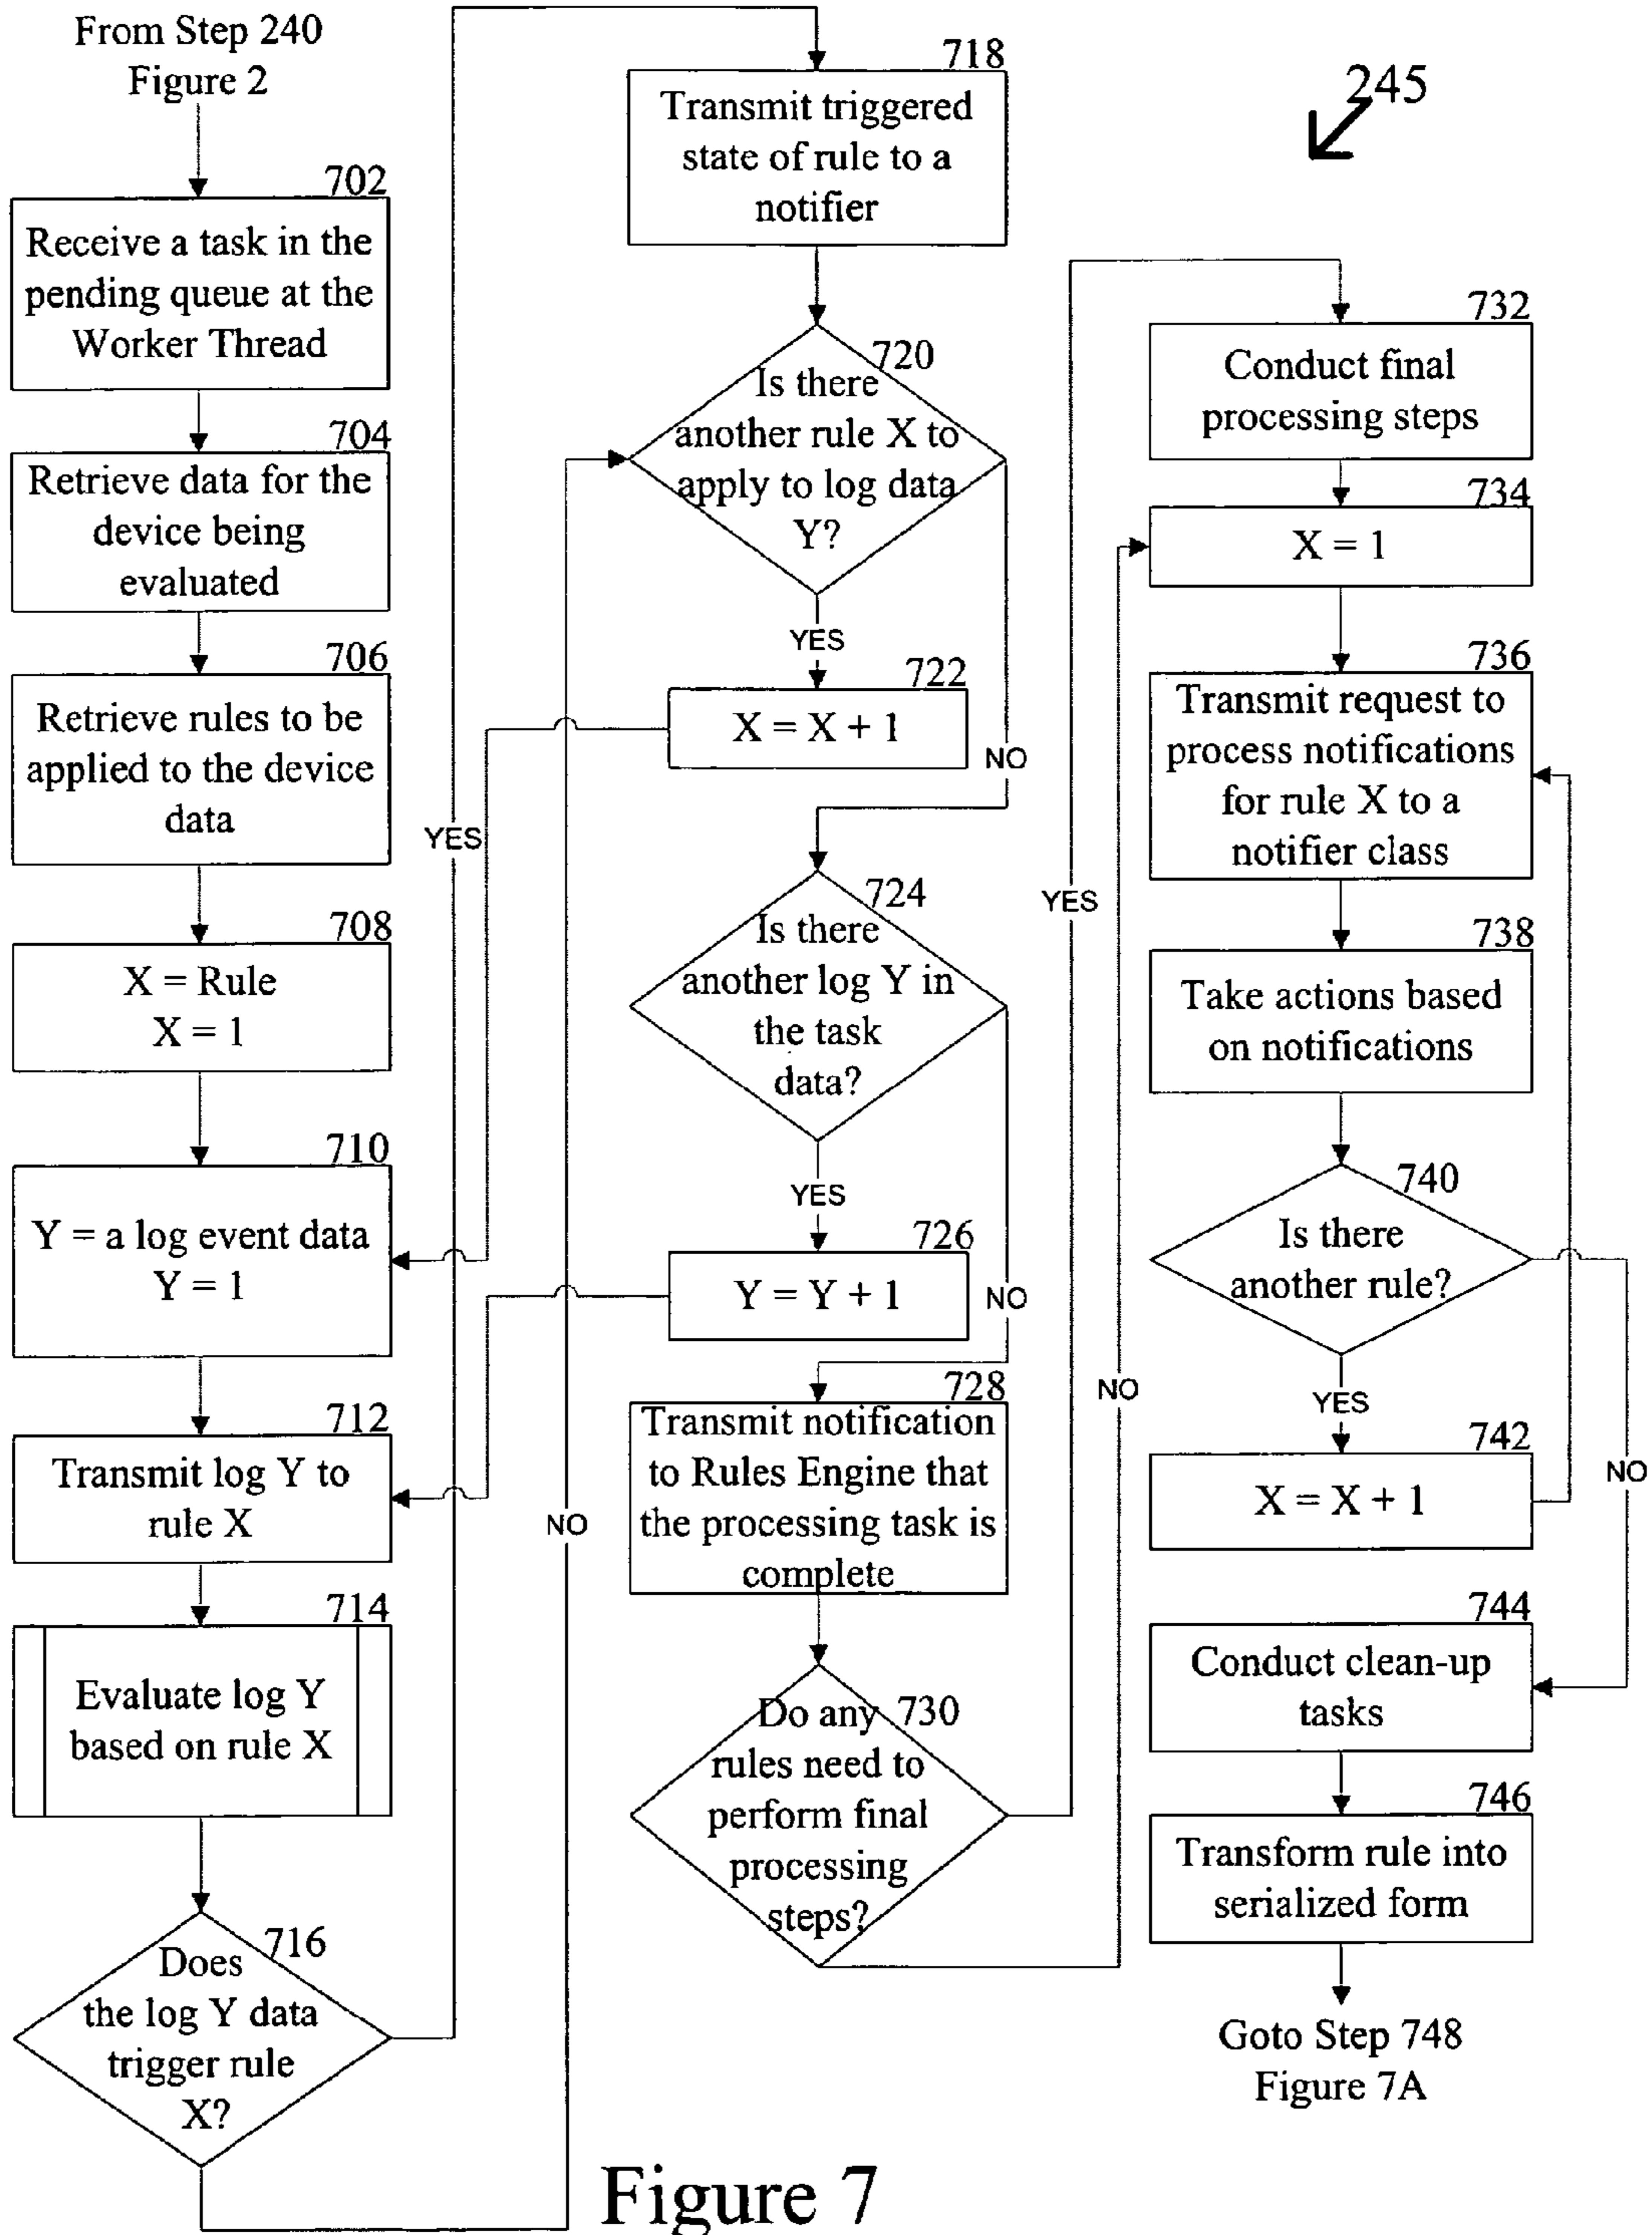 From Step 240
Figure 2
702
Receive a task in the
pending queue at the
Worker Thread
704
Retrieve data for the
device being
evaluated
706
Retrieve rules to be
applied to the device
data
708
X = Rule
X = 1
710
Y = a log event data
Y = 1
712
Transmit log Y to
rule X
714
Evaluate log Y
based on rule X
716
Does
the log Y data
trigger rule
X?
YES
NO
718
Transmit triggered
state of rule to a
notifier
720
Is there
another rule X to
apply to log data
Y?
YES
NO
722
X = X + 1
724
Is there
another log Y in
the task
data?
YES
NO
726
Y = Y + 1
728
Transmit notification
to Rules Engine that
the processing task is
complete
730
Do any
rules need to
perform final
processing
steps?
YES
NO
245
732
Conduct final
processing steps
734
X = 1
736
Transmit request to
process notifications
for rule X to a
notifier class
738
Take actions based
on notifications
740
Is there
another rule?
YES
NO
742
X = X + 1
744
Conduct clean-up
tasks
746
Transform rule into
serialized form
Goto Step 748
Figure 7A
Figure 7